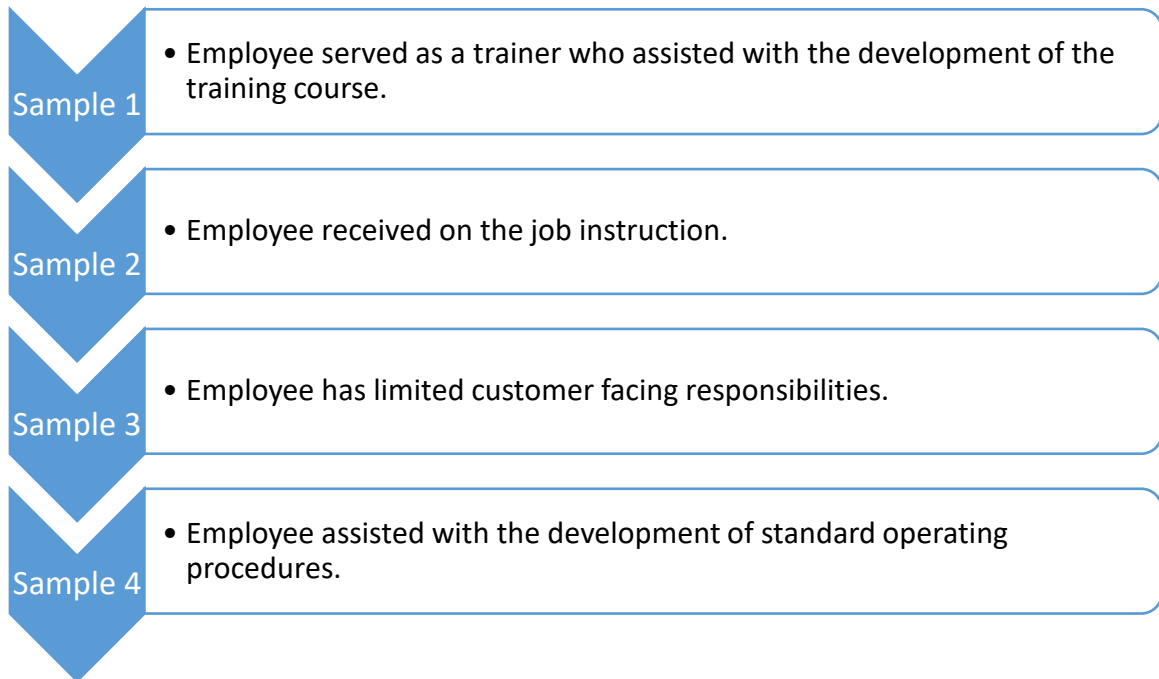 Sample 1
• Employee served as a trainer who assisted with the development of the
training course.
Sample 2
• Employee received on the job instruction.
Sample 3
• Employee has limited customer facing responsibilities.
Sample 4
• Employee assisted with the development of standard operating
procedures.